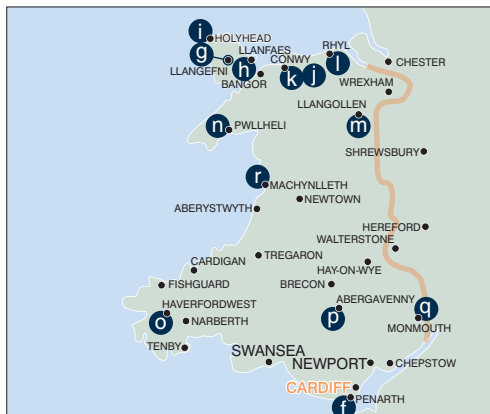 i
HOLYHEAD
g
LLANFAES
RHYL
l
CHESTER
LLANGEFNI
h
CONWY
k
j
BANGOR
WREXHAM
LLANGOLLEN
m
n
PWLLHELI
SHREWSBURY
r
MACHYNLLETH
NEWTOWN
ABERYSTWYTH
HEREFORD
WALTERSTONE
TREGARON
HAY-ON-WYE
CARDIGAN
FISHGUARD
BRECON
HAVERFORDWEST
ABERGAVENNY
o
p
q
NARBERTH
MONMOUTH
TENBY
SWANSEA
NEWPORT
CHEPSTOW
CARDIFF
f
PENARTH